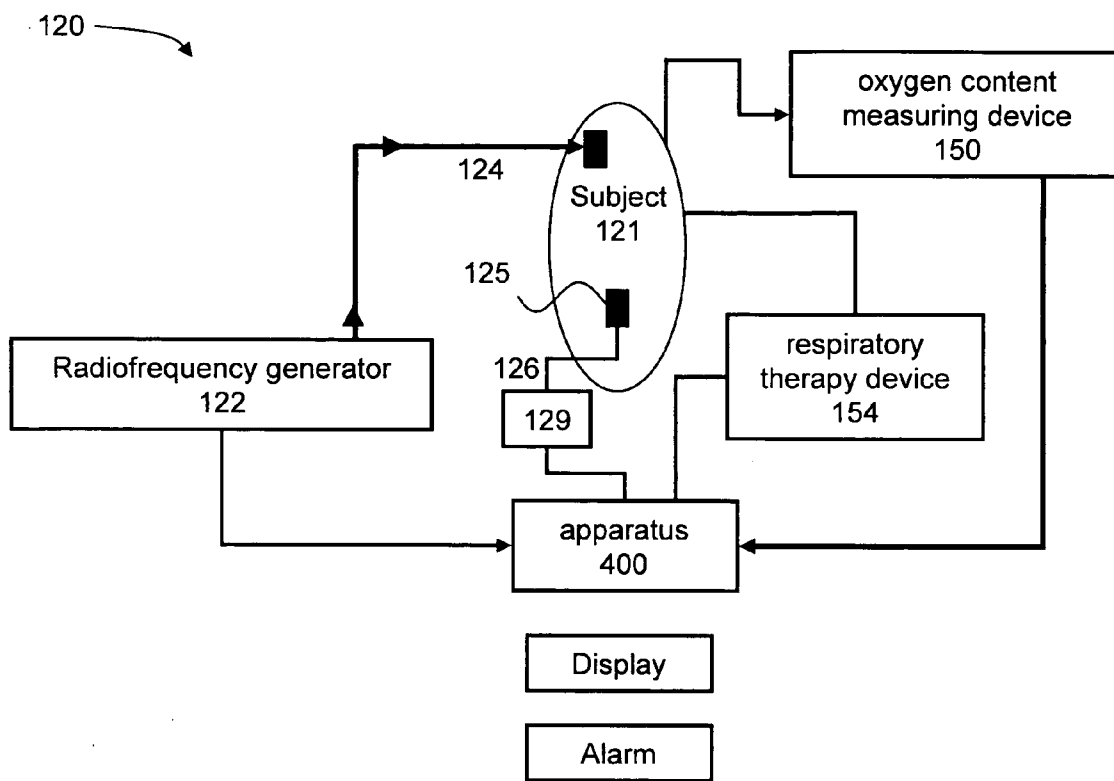 120
oxygen content
measuring device
150
124
Subject
121
125
Radiofrequency generator
122
126
129
respiratory
therapy device
154
apparatus
400
Display
Alarm